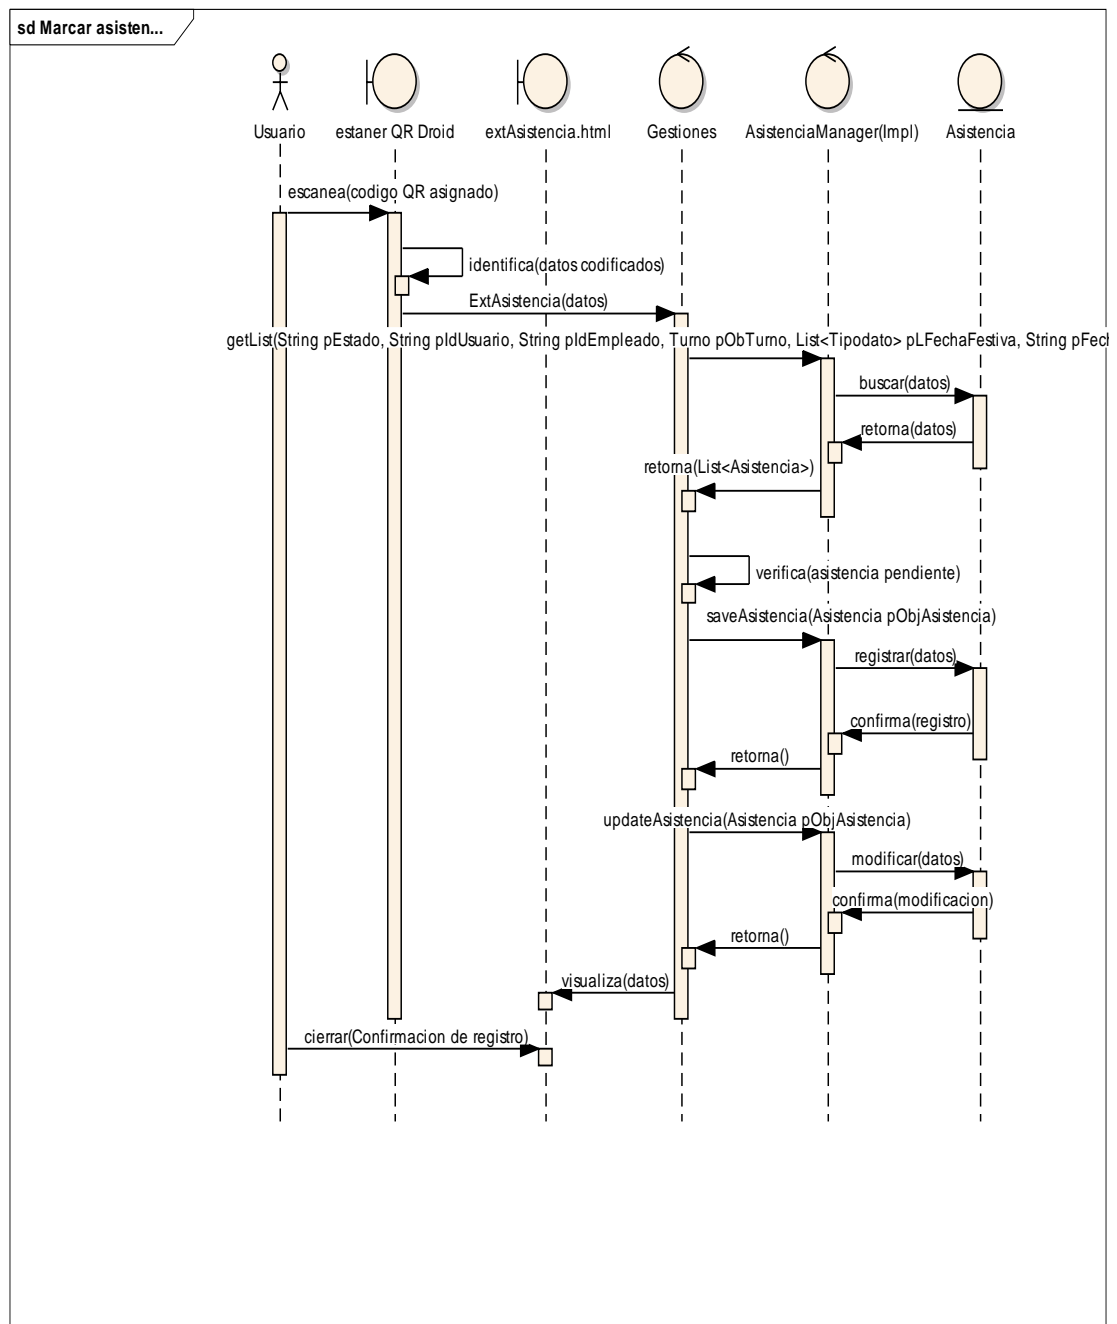 sd Marcar asisten...
Usuario
estaner QR Droid
extAsistencia.html
Gestiones
AsistenciaManager(Impl)
Asistencia
escanea(codigo QR asignado)
identifica(datos codificados)
ExtAsistencia(datos)
getList(String pEstado, String pIdUsuario, String pIdEmpleado, Turno pObTurno, List<Tipodato> pLFechaFestiva, String pFech
buscar(datos)
retorna(datos)
retorna(List<Asistencia>)
verifica(asistencia pendiente)
saveAsistencia(Asistencia pObjAsistencia)
registrar(datos)
confirma(registro)
retorna()
updateAsistencia(Asistencia pObjAsistencia)
modificar(datos)
confirma(modificacion)
retorna()
visualiza(datos)
cierrar(Confirmacion de registro)